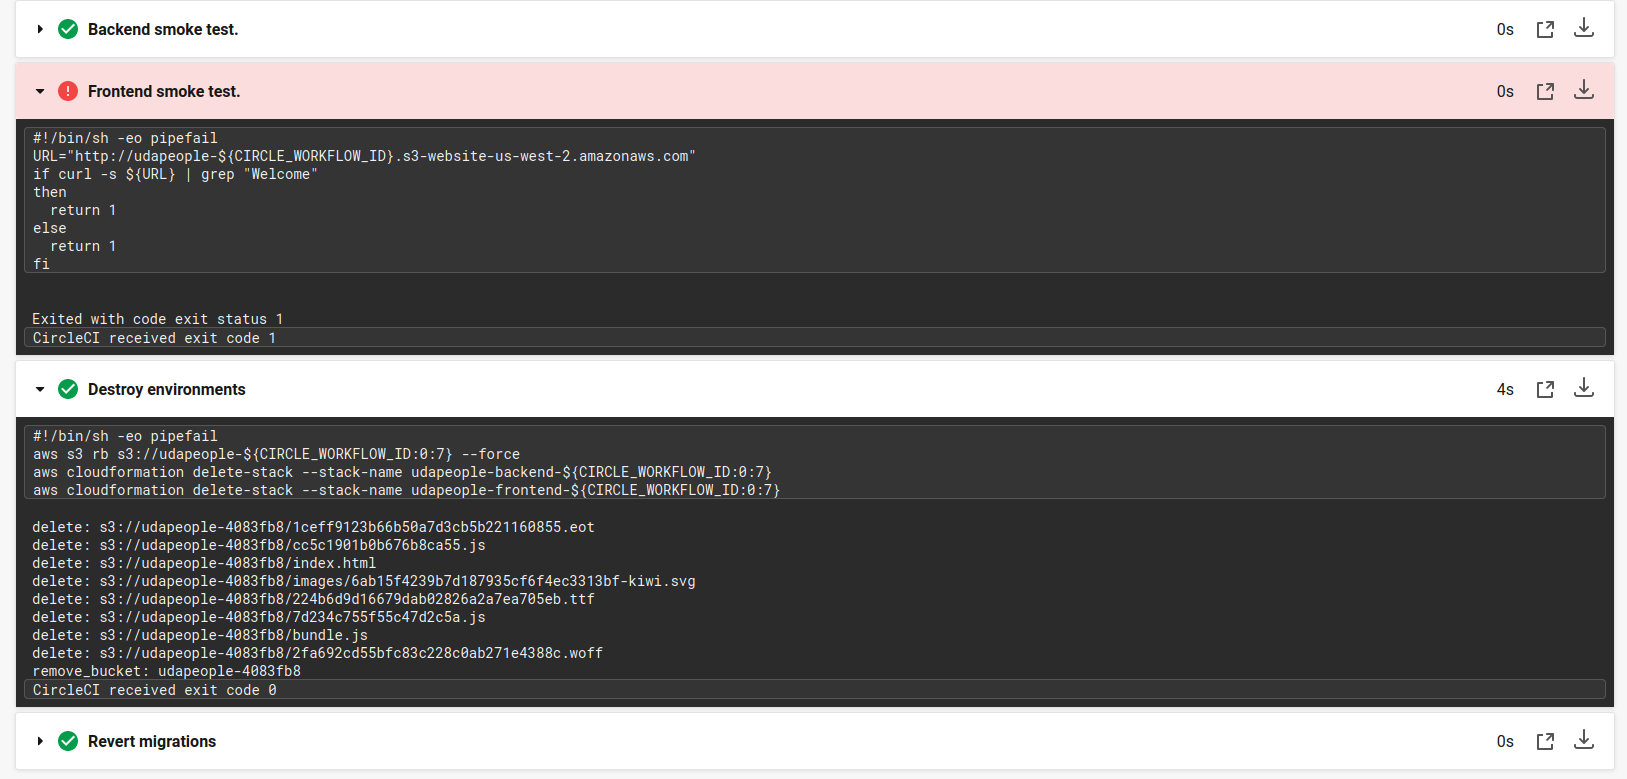 Backend smoke test.
0s
Frontend smoke test.
0s
#!/bin/sh -eo pipefail
URL="http://udapeople-${CIRCLE_WORKFLOW_ID}.s3-website-us-west-2.amazonaws.com"
if curl -s ${URL} | grep "Welcome"
then
  return 1
else
  return 1
fi
Exited with code exit status 1
CircleCI received exit code 1
Destroy environments
4s
#!/bin/sh -eo pipefail
aws s3 rb s3://udapeople-${CIRCLE_WORKFLOW_ID:0:7} --force
aws cloudformation delete-stack --stack-name udapeople-backend-${CIRCLE_WORKFLOW_ID:0:7}
aws cloudformation delete-stack --stack-name udapeople-frontend-${CIRCLE_WORKFLOW_ID:0:7}
delete: s3://udapeople-4083fb8/1ceff9123b66b50a7d3cb5b221160855.eot
delete: s3://udapeople-4083fb8/cc5c1901b0b676b8ca55.js
delete: s3://udapeople-4083fb8/index.html
delete: s3://udapeople-4083fb8/images/6ab15f4239b7d187935cf6f4ec3313bf-kiwi.svg
delete: s3://udapeople-4083fb8/224b6d9d16679dab02826a2a7ea705eb.ttf
delete: s3://udapeople-4083fb8/7d234c755f55c47d2c5a.js
delete: s3://udapeople-4083fb8/bundle.js
delete: s3://udapeople-4083fb8/2fa692cd55bfc83c228c0ab271e4388c.woff
remove_bucket: udapeople-4083fb8
CircleCI received exit code 0
Revert migrations
0s